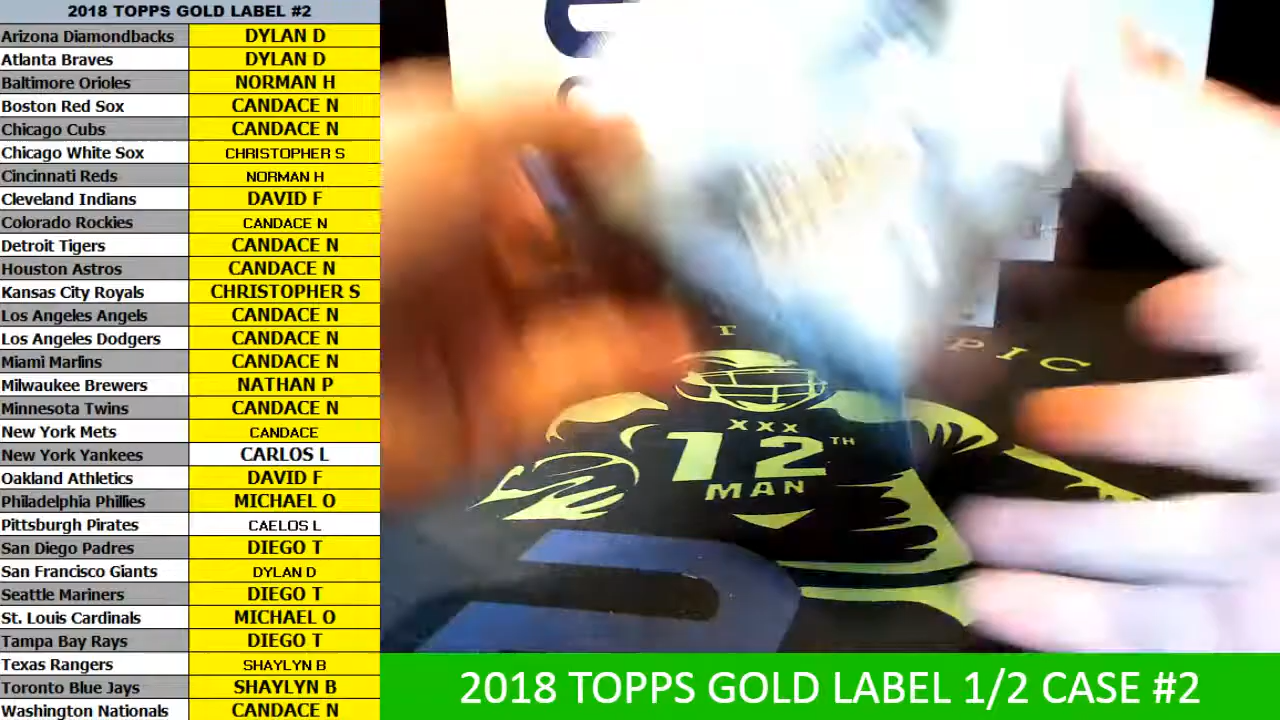 2018 TOPPS GOLD LABEL #2
Arizona Diamondbacks DYLAN D
Atlanta Braves DYLAN D
Baltimore Orioles NORMAN H
Boston Red Sox CANDACE N
Chicago Cubs CANDACE N
Chicago White Sox CHRISTOPHER S
Cincinnati Reds NORMAN H
Cleveland Indians DAVID F
Colorado Rockies CANDACE N
Detroit Tigers CANDACE N
Houston Astros CANDACE N
Kansas City Royals CHRISTOPHER S
Los Angeles Angels CANDACE N
Los Angeles Dodgers CANDACE N
Miami Marlins CANDACE N
Milwaukee Brewers NATHAN P
Minnesota Twins CANDACE N
New York Mets CANDACE
New York Yankees CARLOS L
Oakland Athletics DAVID F
Philadelphia Phillies MICHAEL O
Pittsburgh Pirates CAELOS L
San Diego Padres DIEGO T
San Francisco Giants DYLAN D
Seattle Mariners DIEGO T
St. Louis Cardinals MICHAEL O
Tampa Bay Rays DIEGO T
Texas Rangers SHAYLYN B
Toronto Blue Jays SHAYLYN B
Washington Nationals CANDACE N
XXX
12TH
MAN
2018 TOPPS GOLD LABEL 1/2 CASE #2